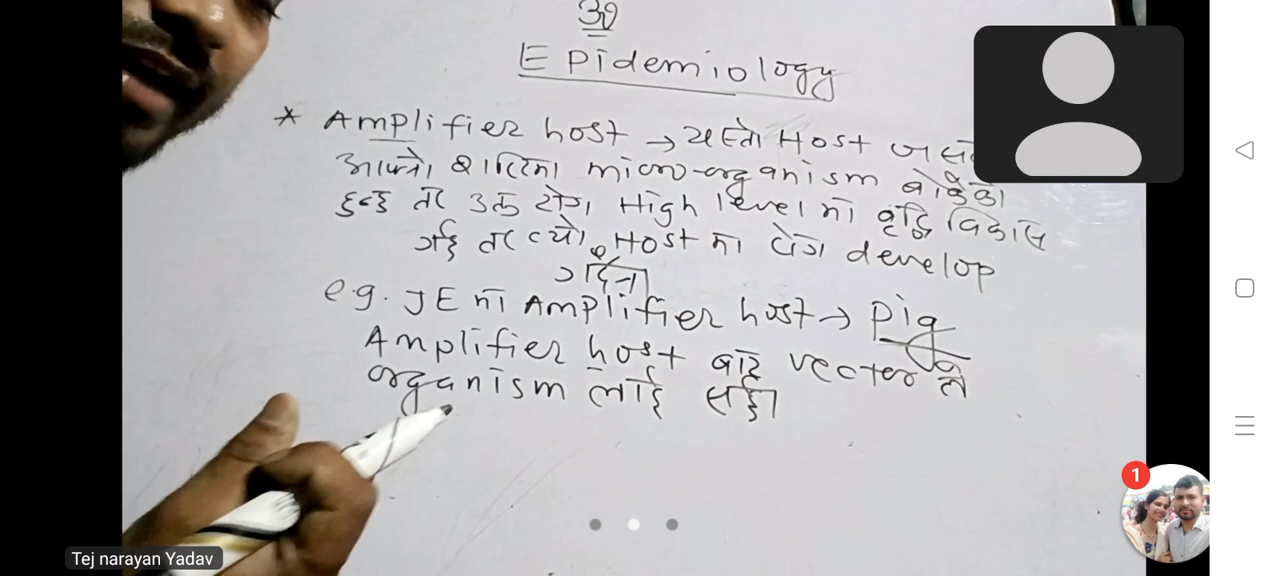 ॐ
Epidemiology
* Amplifier host → यस्तो Host जसले
आफ्नो शरिरमा micro-organism बोकेको
हुन्छ तर उक्त रोग High level मा वृद्धि विकास
गर्छ तर त्यो Host मा रोग develop
गर्दैन।
e.g. JE मा Amplifier host → Pig
Amplifier host बाट vector ले
organism लाई सर्छ।
1
Tej narayan Yadav